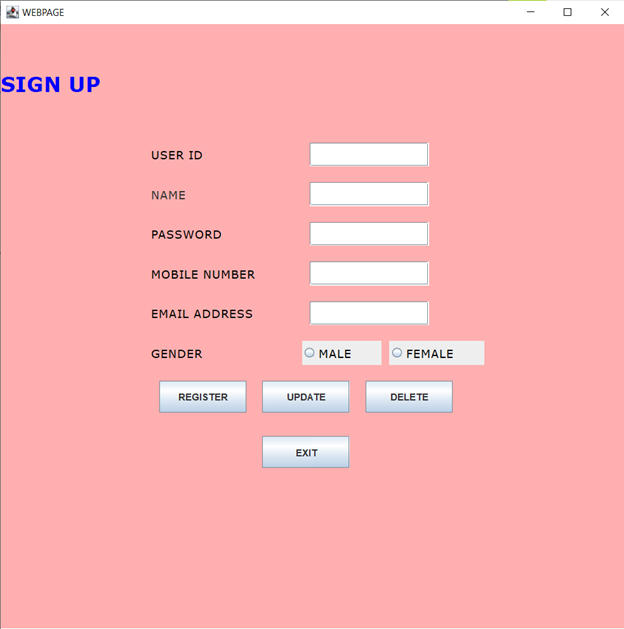 WEBPAGE
SIGN UP
USER ID
NAME
PASSWORD
MOBILE NUMBER
EMAIL ADDRESS
GENDER MALE FEMALE
REGISTER UPDATE DELETE
EXIT